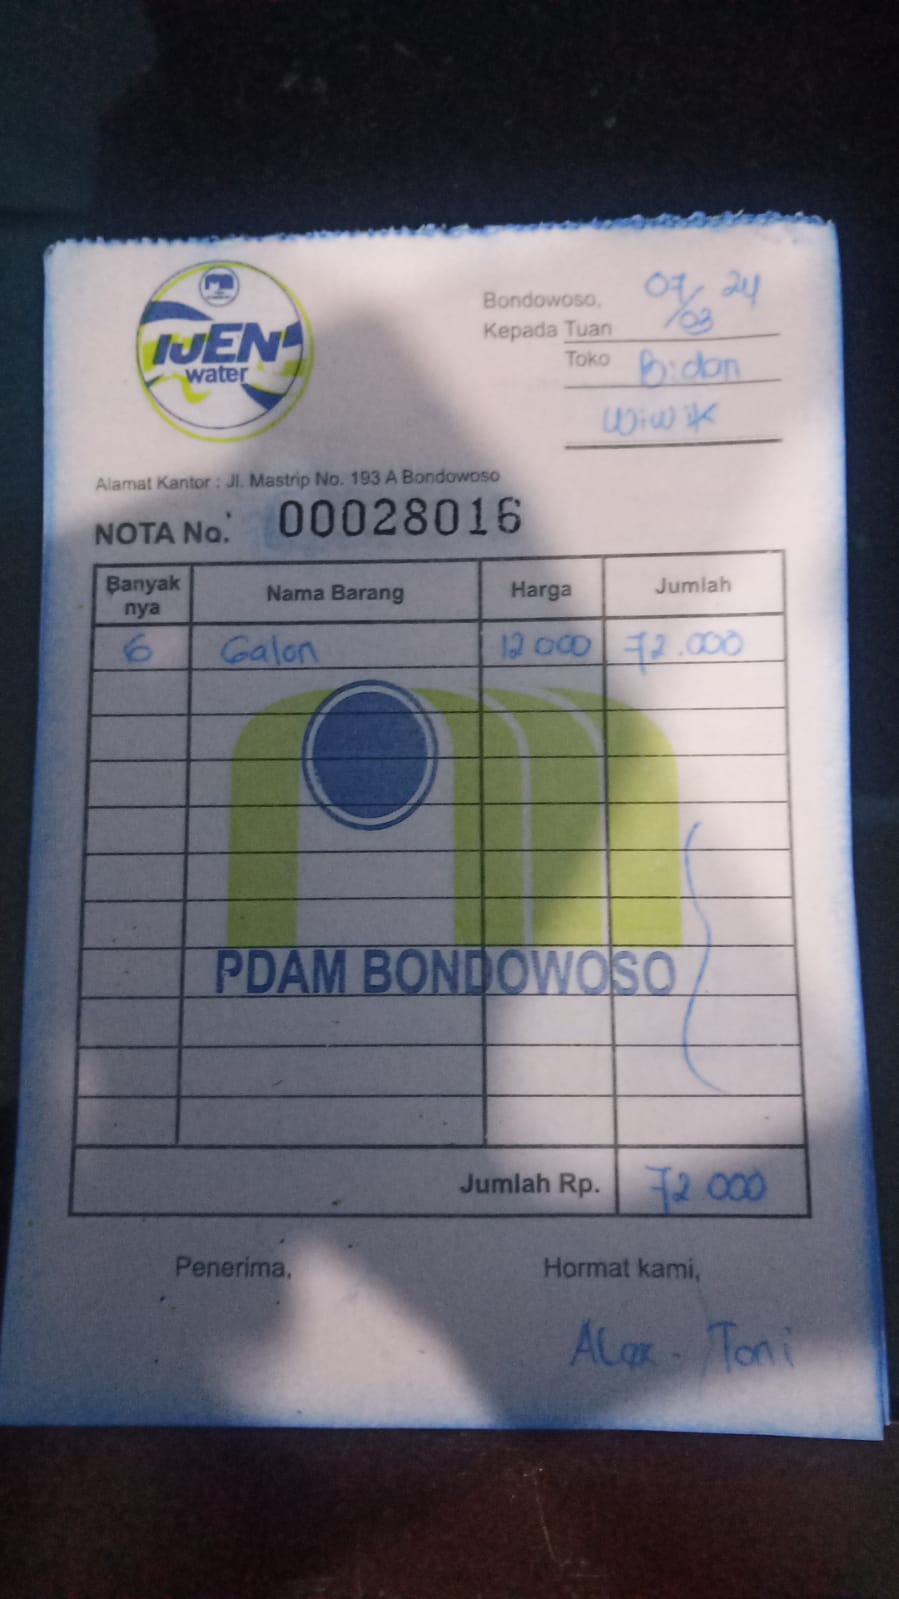 IJEN
water
Bondowoso, 07/03 24
Kepada Tuan
Toko Bidan
Wiwik
Alamat Kantor : Jl. Mastrip No. 193 A Bondowoso
NOTA No. 00028016
Banyak nya Nama Barang Harga Jumlah
6 Galon 12 000 72.000
PDAM BONDOWOSO
Jumlah Rp. 72 000
Penerima, Hormat kami,
Alex - Toni